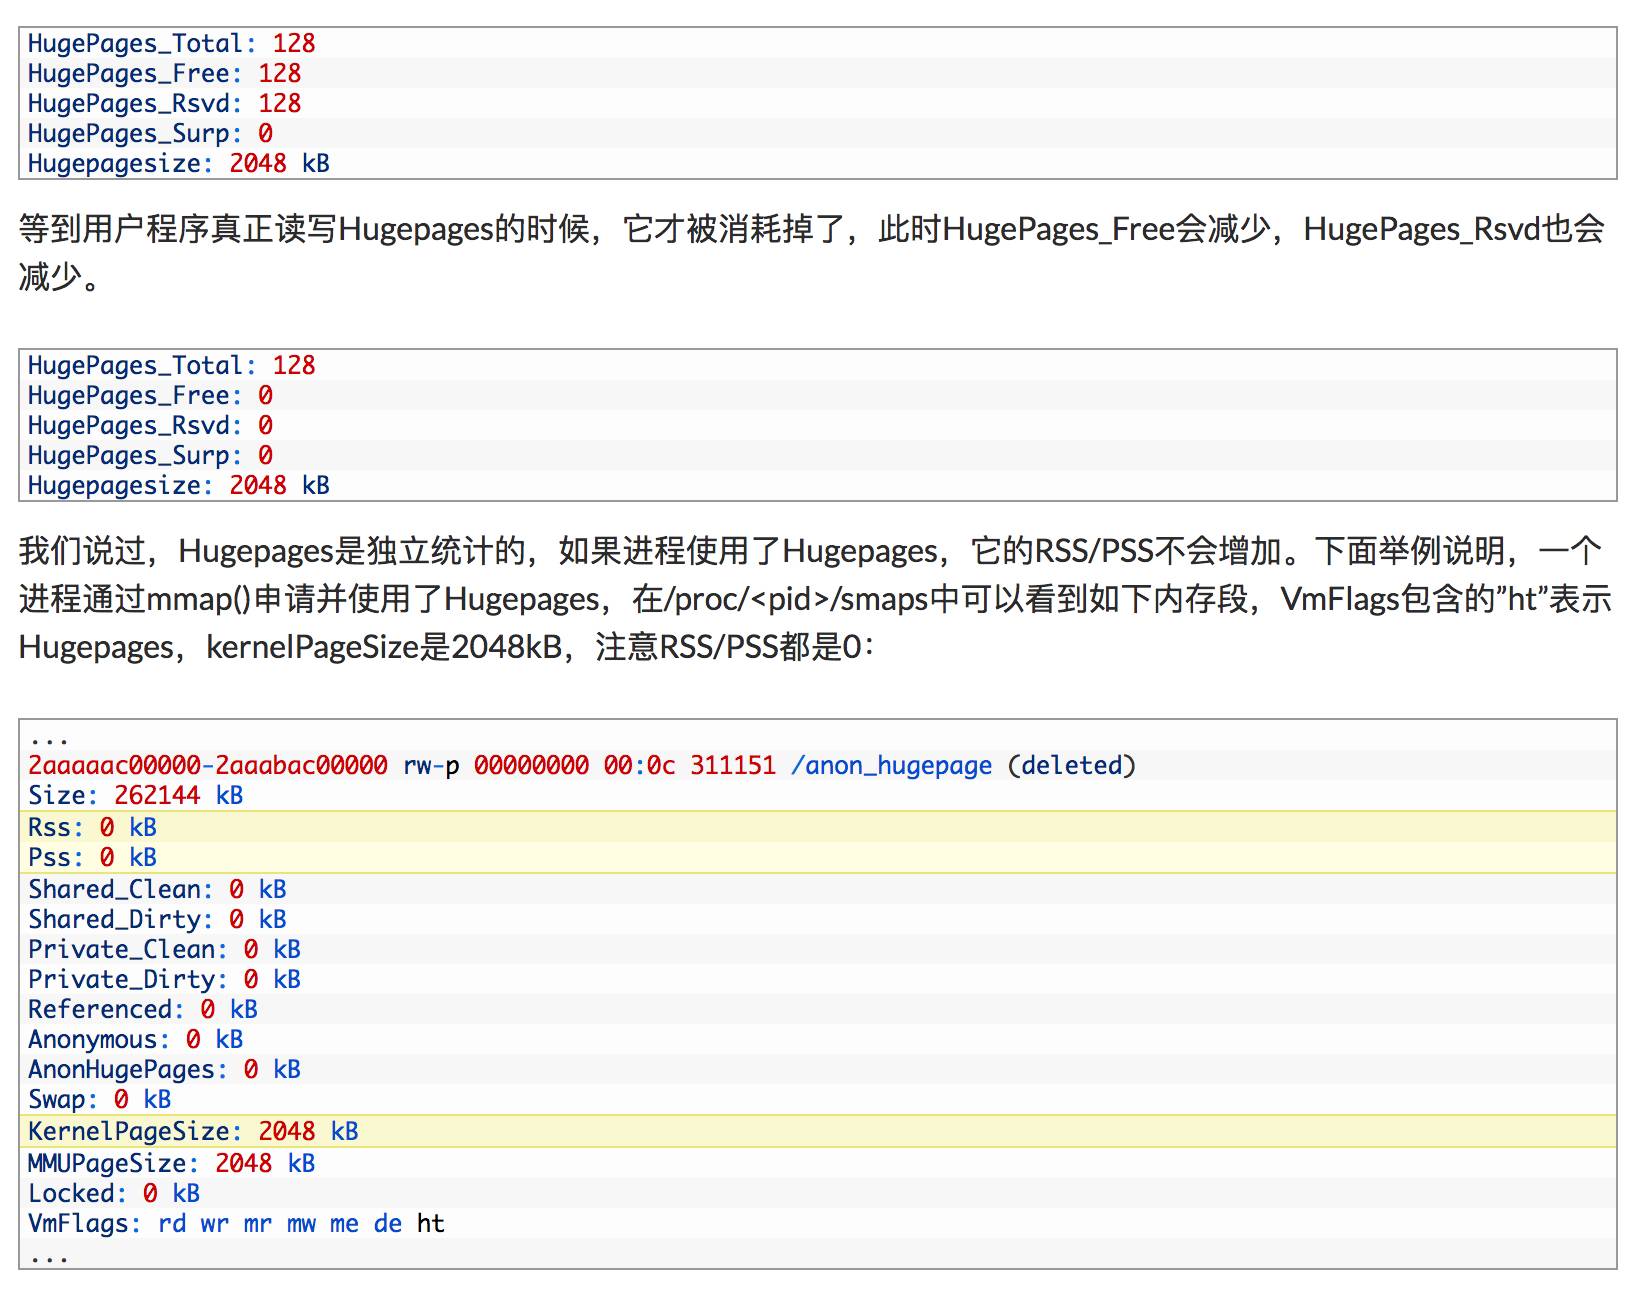 HugePages_Total: 128
HugePages_Free: 128
HugePages_Rsvd: 128
HugePages_Surp: 0
Hugepagesize: 2048 kB
等到用户程序真正读写Hugepages的时候，它才被消耗掉了，此时HugePages_Free会减少，HugePages_Rsvd也会
减少。
HugePages_Total: 128
HugePages_Free: 0
HugePages_Rsvd: 0
HugePages_Surp: 0
Hugepagesize: 2048 kB
我们说过，Hugepages是独立统计的，如果进程使用了Hugepages，它的RSS/PSS不会增加。下面举例说明，一个
进程通过mmap()申请并使用了Hugepages，在/proc/<pid>/smaps中可以看到如下内存段，VmFlags包含的”ht”表示
Hugepages，kernelPageSize是2048kB，注意RSS/PSS都是0：
...
2aaaaac00000-2aaabac00000 rw-p 00000000 00:0c 311151 /anon_hugepage (deleted)
Size: 262144 kB
Rss: 0 kB
Pss: 0 kB
Shared_Clean: 0 kB
Shared_Dirty: 0 kB
Private_Clean: 0 kB
Private_Dirty: 0 kB
Referenced: 0 kB
Anonymous: 0 kB
AnonHugePages: 0 kB
Swap: 0 kB
KernelPageSize: 2048 kB
MMUPageSize: 2048 kB
Locked: 0 kB
VmFlags: rd wr mr mw me de ht
...